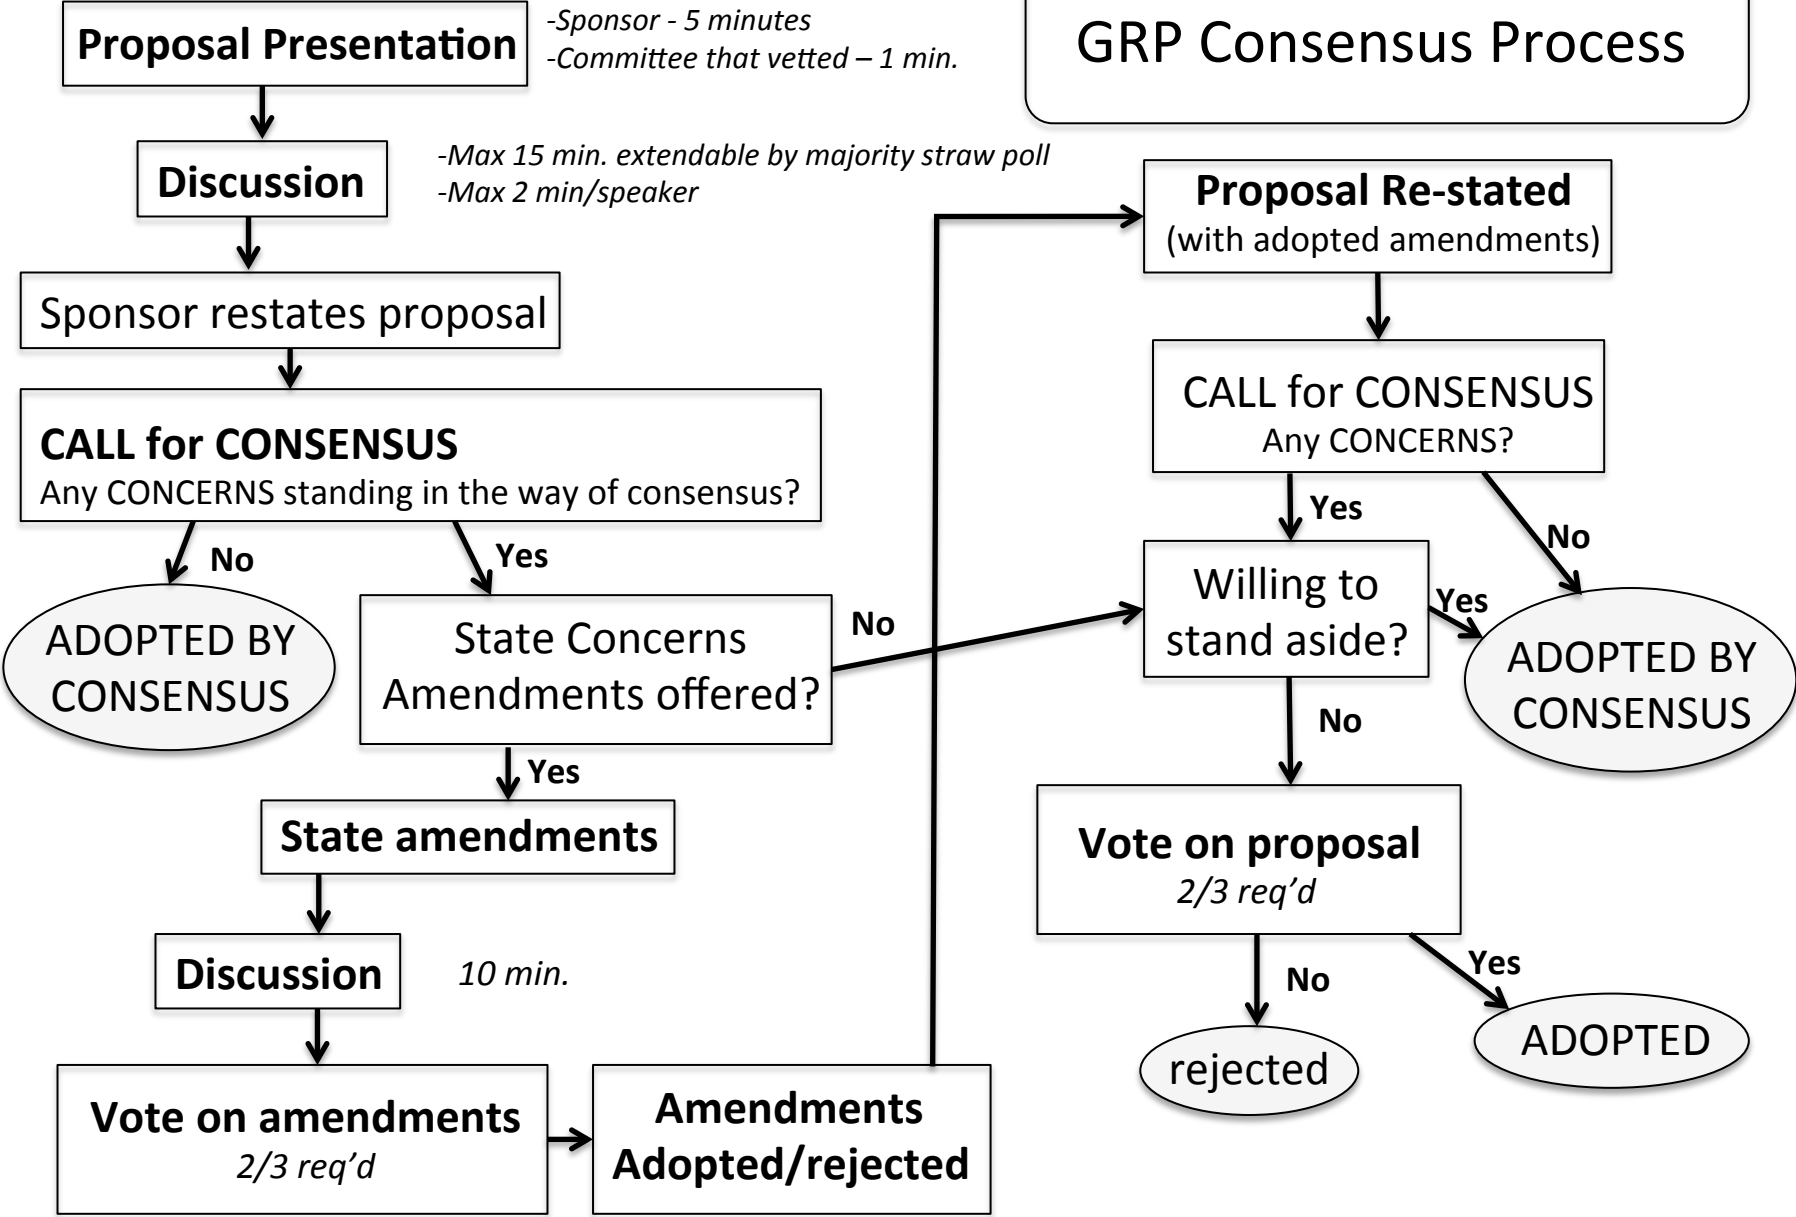 GRP Consensus Process
Proposal Presentation
-Sponsor - 5 minutes
-Committee that vetted – 1 min.
Discussion
-Max 15 min. extendable by majority straw poll
-Max 2 min/speaker
Sponsor restates proposal
CALL for CONSENSUS
Any CONCERNS standing in the way of consensus?
No
Yes
ADOPTED BY
CONSENSUS
State Concerns
Amendments offered?
No
Yes
State amendments
Discussion
10 min.
Vote on amendments
2/3 req’d
Amendments
Adopted/rejected
Proposal Re-stated
(with adopted amendments)
CALL for CONSENSUS
Any CONCERNS?
Yes
No
Willing to
stand aside?
Yes
ADOPTED BY
CONSENSUS
No
Vote on proposal
2/3 req’d
No
Yes
rejected
ADOPTED